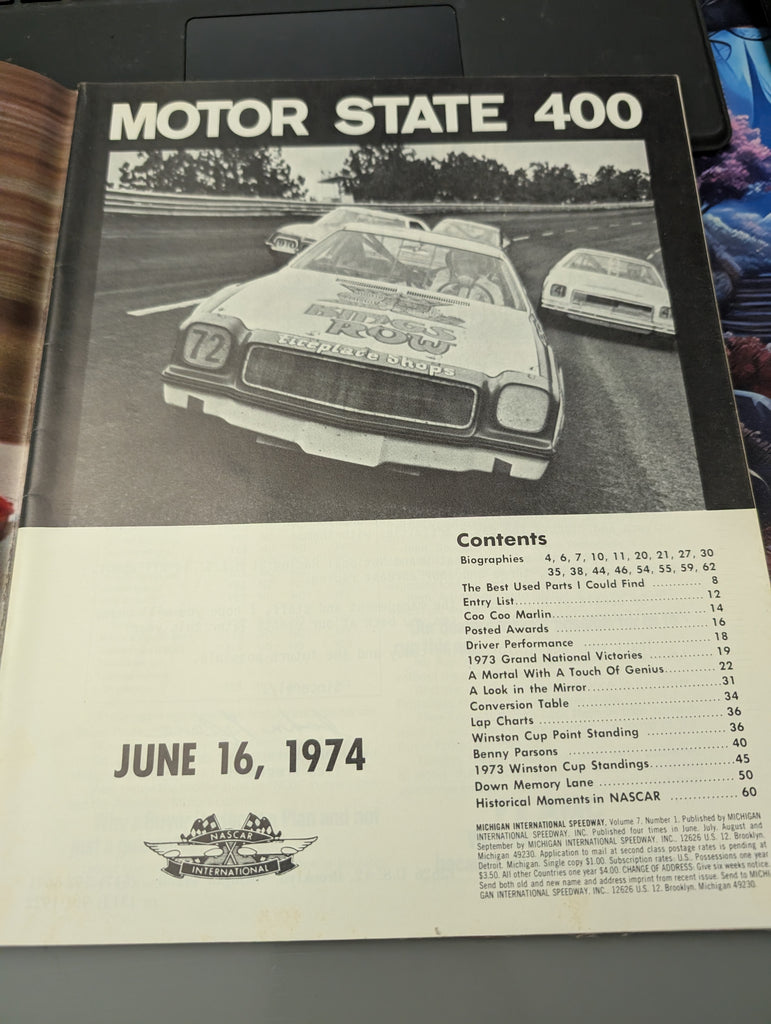 MOTOR STATE 400
72
KINGS
ROW
fireplace shops
Contents
Biographies 4, 6, 7, 10, 11, 20, 21, 27, 30
35, 38, 44, 46, 54, 55, 59, 62
The Best Used Parts I Could Find ........... 8
Entry List........... 12
Coo Coo Marlin........... 14
Posted Awards ........... 16
Driver Performance ........... 18
1973 Grand National Victories ........... 19
A Mortal With A Touch Of Genius........... 22
A Look in the Mirror........... 31
Conversion Table ........... 34
Lap Charts ........... 36
Winston Cup Point Standing ........... 36
Benny Parsons ........... 40
1973 Winston Cup Standings........... 45
Down Memory Lane ........... 50
Historical Moments in NASCAR ........... 60
JUNE 16, 1974
NASCAR
INTERNATIONAL
MICHIGAN INTERNATIONAL SPEEDWAY, Volume 7, Number 1. Published by MICHIGAN
INTERNATIONAL SPEEDWAY, INC. Published four times in June, July, August and
September by MICHIGAN INTERNATIONAL SPEEDWAY, INC., 12626 U.S. 12, Brooklyn,
Michigan 49230. Application to mail at second class postage rates is pending at
Detroit, Michigan. Single copy $1.00. Subscription rates: U.S. Possessions one year
$3.50. All other Countries one year $4.00. CHANGE OF ADDRESS: Give six weeks notice.
Send both old and new name and address imprint from recent issue. Send to MICHI-
GAN INTERNATIONAL SPEEDWAY, INC., 12626 U.S. 12, Brooklyn, Michigan 49230.